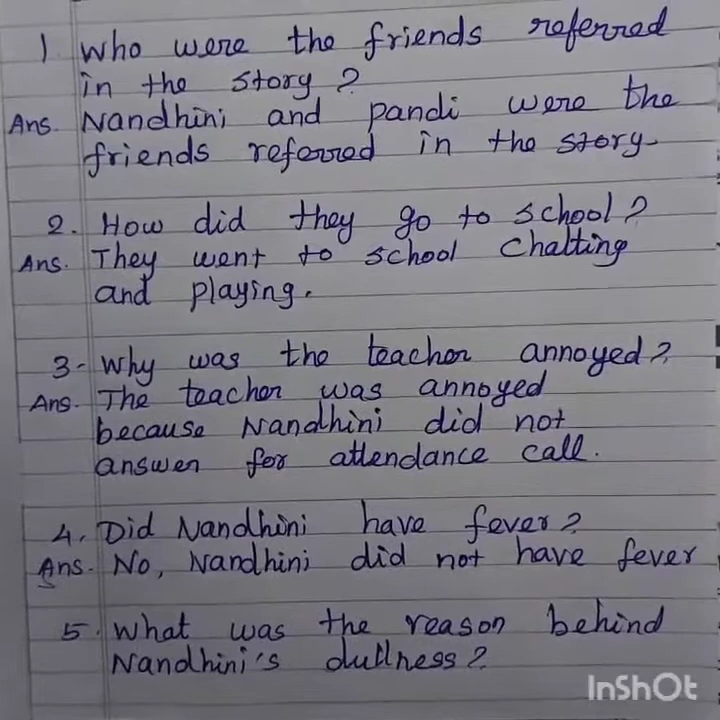 1. Who were the friends referred
in the story?
Ans. Nandhini and pandi were the
friends referred in the story.
2. How did they go to school?
Ans. They went to school Chatting
and playing.
3. Why was the teacher annoyed?
Ans. The teacher was annoyed
because Nandhini did not
answer for attendance call.
4. Did Nandhini have fever?
Ans. No, Nandhini did not have fever
5. What was the reason behind
Nandhini's dullness?
InShOt